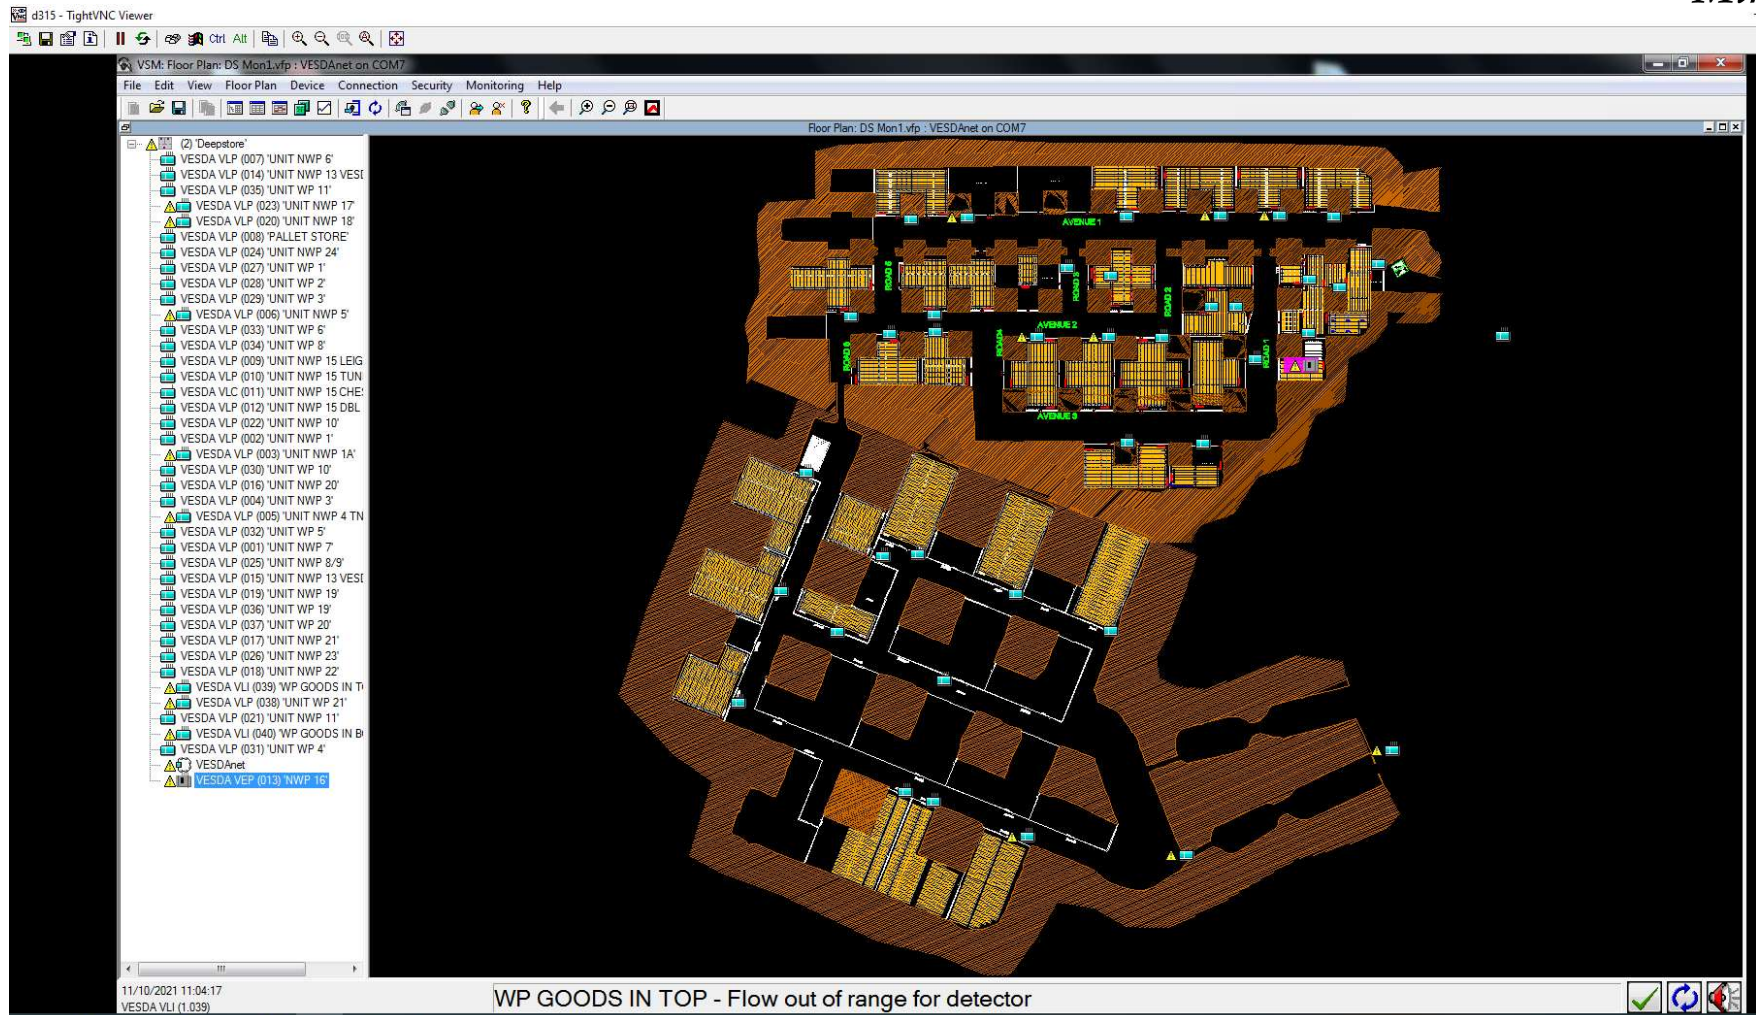 d315 - TightVNC Viewer
Ctrl Alt
VSM: Floor Plan: DS Mon1.vfp : VESDAnet on COM7
File Edit View Floor Plan Device Connection Security Monitoring Help
Floor Plan: DS Mon1.vfp : VESDAnet on COM7
(2) 'Deepstore'
VESDA VLP (007) 'UNIT NWP 6'
VESDA VLP (014) 'UNIT NWP 13 VESD
VESDA VLP (035) 'UNIT WP 11'
VESDA VLP (023) 'UNIT NWP 17'
VESDA VLP (020) 'UNIT NWP 18'
VESDA VLP (008) 'PALLET STORE'
VESDA VLP (024) 'UNIT NWP 24'
VESDA VLP (027) 'UNIT WP 1'
VESDA VLP (028) 'UNIT WP 2'
VESDA VLP (029) 'UNIT WP 3'
VESDA VLP (006) 'UNIT NWP 5'
VESDA VLP (033) 'UNIT WP 6'
VESDA VLP (034) 'UNIT WP 8'
VESDA VLP (009) 'UNIT NWP 15 LEIG
VESDA VLP (010) 'UNIT NWP 15 TUN
VESDA VLC (011) 'UNIT NWP 15 CHE
VESDA VLP (012) 'UNIT NWP 15 DBL
VESDA VLP (022) 'UNIT NWP 10'
VESDA VLP (002) 'UNIT NWP 1'
VESDA VLP (003) 'UNIT NWP 1A'
VESDA VLP (030) 'UNIT WP 10'
VESDA VLP (016) 'UNIT NWP 20'
VESDA VLP (004) 'UNIT NWP 3'
VESDA VLP (005) 'UNIT NWP 4 TN
VESDA VLP (032) 'UNIT WP 5'
VESDA VLP (001) 'UNIT NWP 7'
VESDA VLP (025) 'UNIT NWP 8/9'
VESDA VLP (015) 'UNIT NWP 13 VESD
VESDA VLP (019) 'UNIT NWP 19'
VESDA VLP (036) 'UNIT WP 19'
VESDA VLP (037) 'UNIT WP 20'
VESDA VLP (017) 'UNIT NWP 21'
VESDA VLP (026) 'UNIT NWP 23'
VESDA VLP (018) 'UNIT NWP 22'
VESDA VLI (039) 'WP GOODS IN T
VESDA VLP (038) 'UNIT WP 21'
VESDA VLP (021) 'UNIT NWP 11'
VESDA VLI (040) 'WP GOODS IN B
VESDA VLP (031) 'UNIT WP 4'
VESDAnet
VESDA VEP (013) 'NWP 16'
AVENUE 1
ROAD 5
ROAD 3
ROAD 2
AVENUE 2
ROAD 6
ROAD4
ROAD 1
AVENUE 3
11/10/2021 11:04:17
VESDA VLI (1.039)
WP GOODS IN TOP - Flow out of range for detector